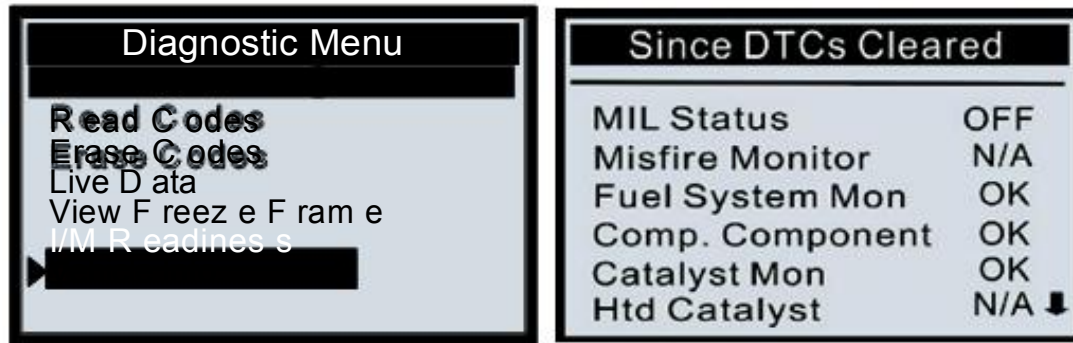 Diagnostic Menu
Read Codes
Erase Codes
Live Data
View Freeze Frame
I/M Readiness
Since DTCs Cleared
MIL Status OFF
Misfire Monitor N/A
Fuel System Mon OK
Comp. Component OK
Catalyst Mon OK
Htd Catalyst N/A